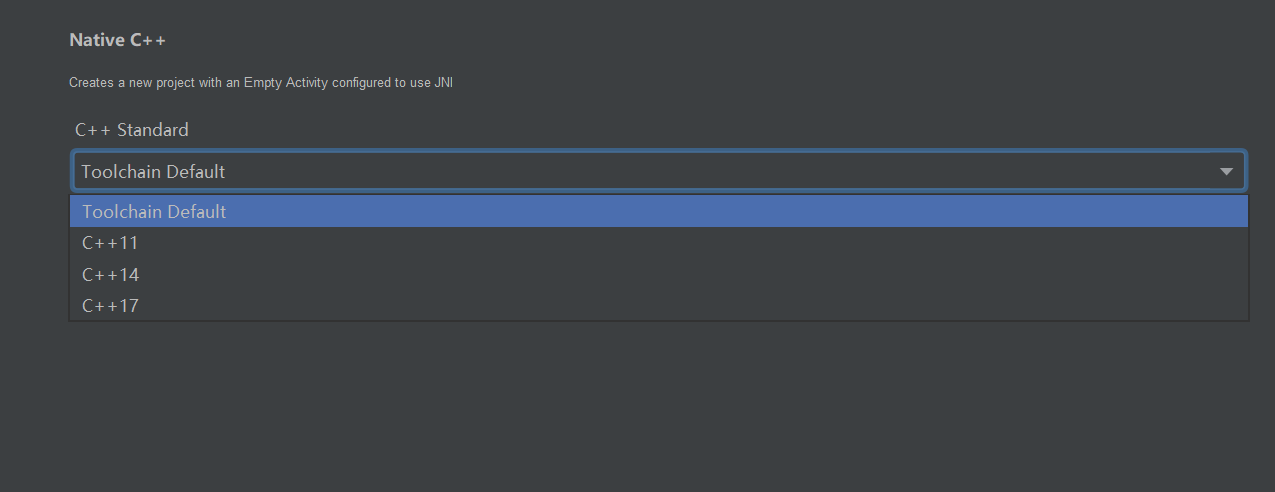 Native C++
Creates a new project with an Empty Activity configured to use JNI
C++ Standard
Toolchain Default
Toolchain Default
C++11
C++14
C++17